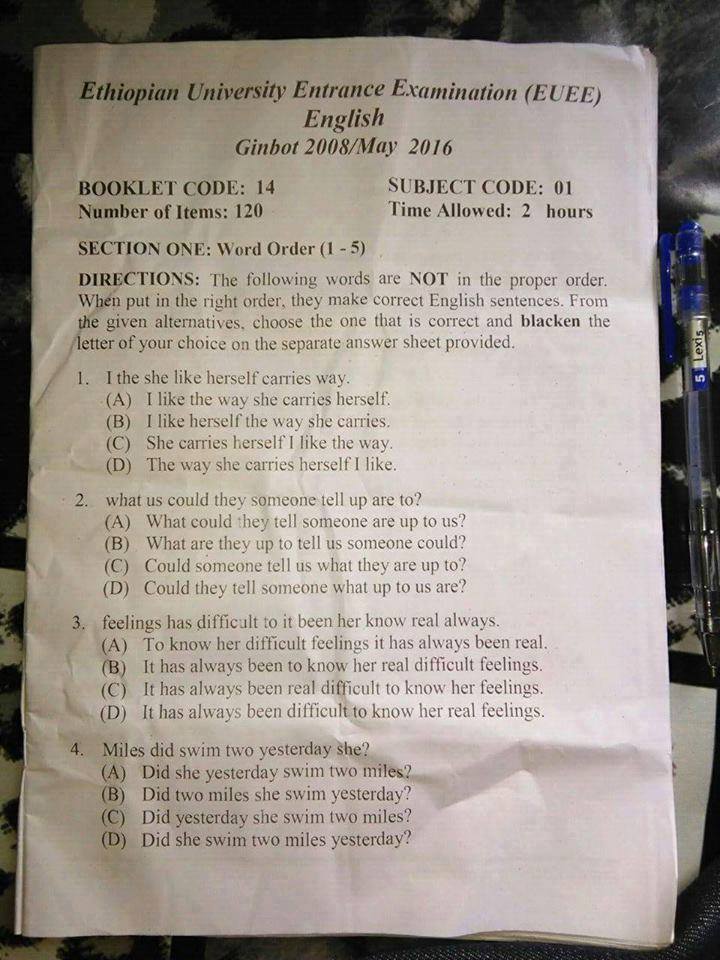 Ethiopian University Entrance Examination (EUEE)
English
Ginbot 2008/May 2016
BOOKLET CODE: 14 SUBJECT CODE: 01
Number of Items: 120 Time Allowed: 2 hours
SECTION ONE: Word Order (1 - 5)
DIRECTIONS: The following words are NOT in the proper order.
When put in the right order, they make correct English sentences. From
the given alternatives, choose the one that is correct and blacken the
letter of your choice on the separate answer sheet provided.
1. I the she like herself carries way.
(A) I like the way she carries herself.
(B) I like herself the way she carries.
(C) She carries herself I like the way.
(D) The way she carries herself I like.
2. what us could they someone tell up are to?
(A) What could they tell someone are up to us?
(B) What are they up to tell us someone could?
(C) Could someone tell us what they are up to?
(D) Could they tell someone what up to us are?
3. feelings has difficult to it been her know real always.
(A) To know her difficult feelings it has always been real.
(B) It has always been to know her real difficult feelings.
(C) It has always been real difficult to know her feelings.
(D) It has always been difficult to know her real feelings.
4. Miles did swim two yesterday she?
(A) Did she yesterday swim two miles?
(B) Did two miles she swim yesterday?
(C) Did yesterday she swim two miles?
(D) Did she swim two miles yesterday?
5 Lexi5